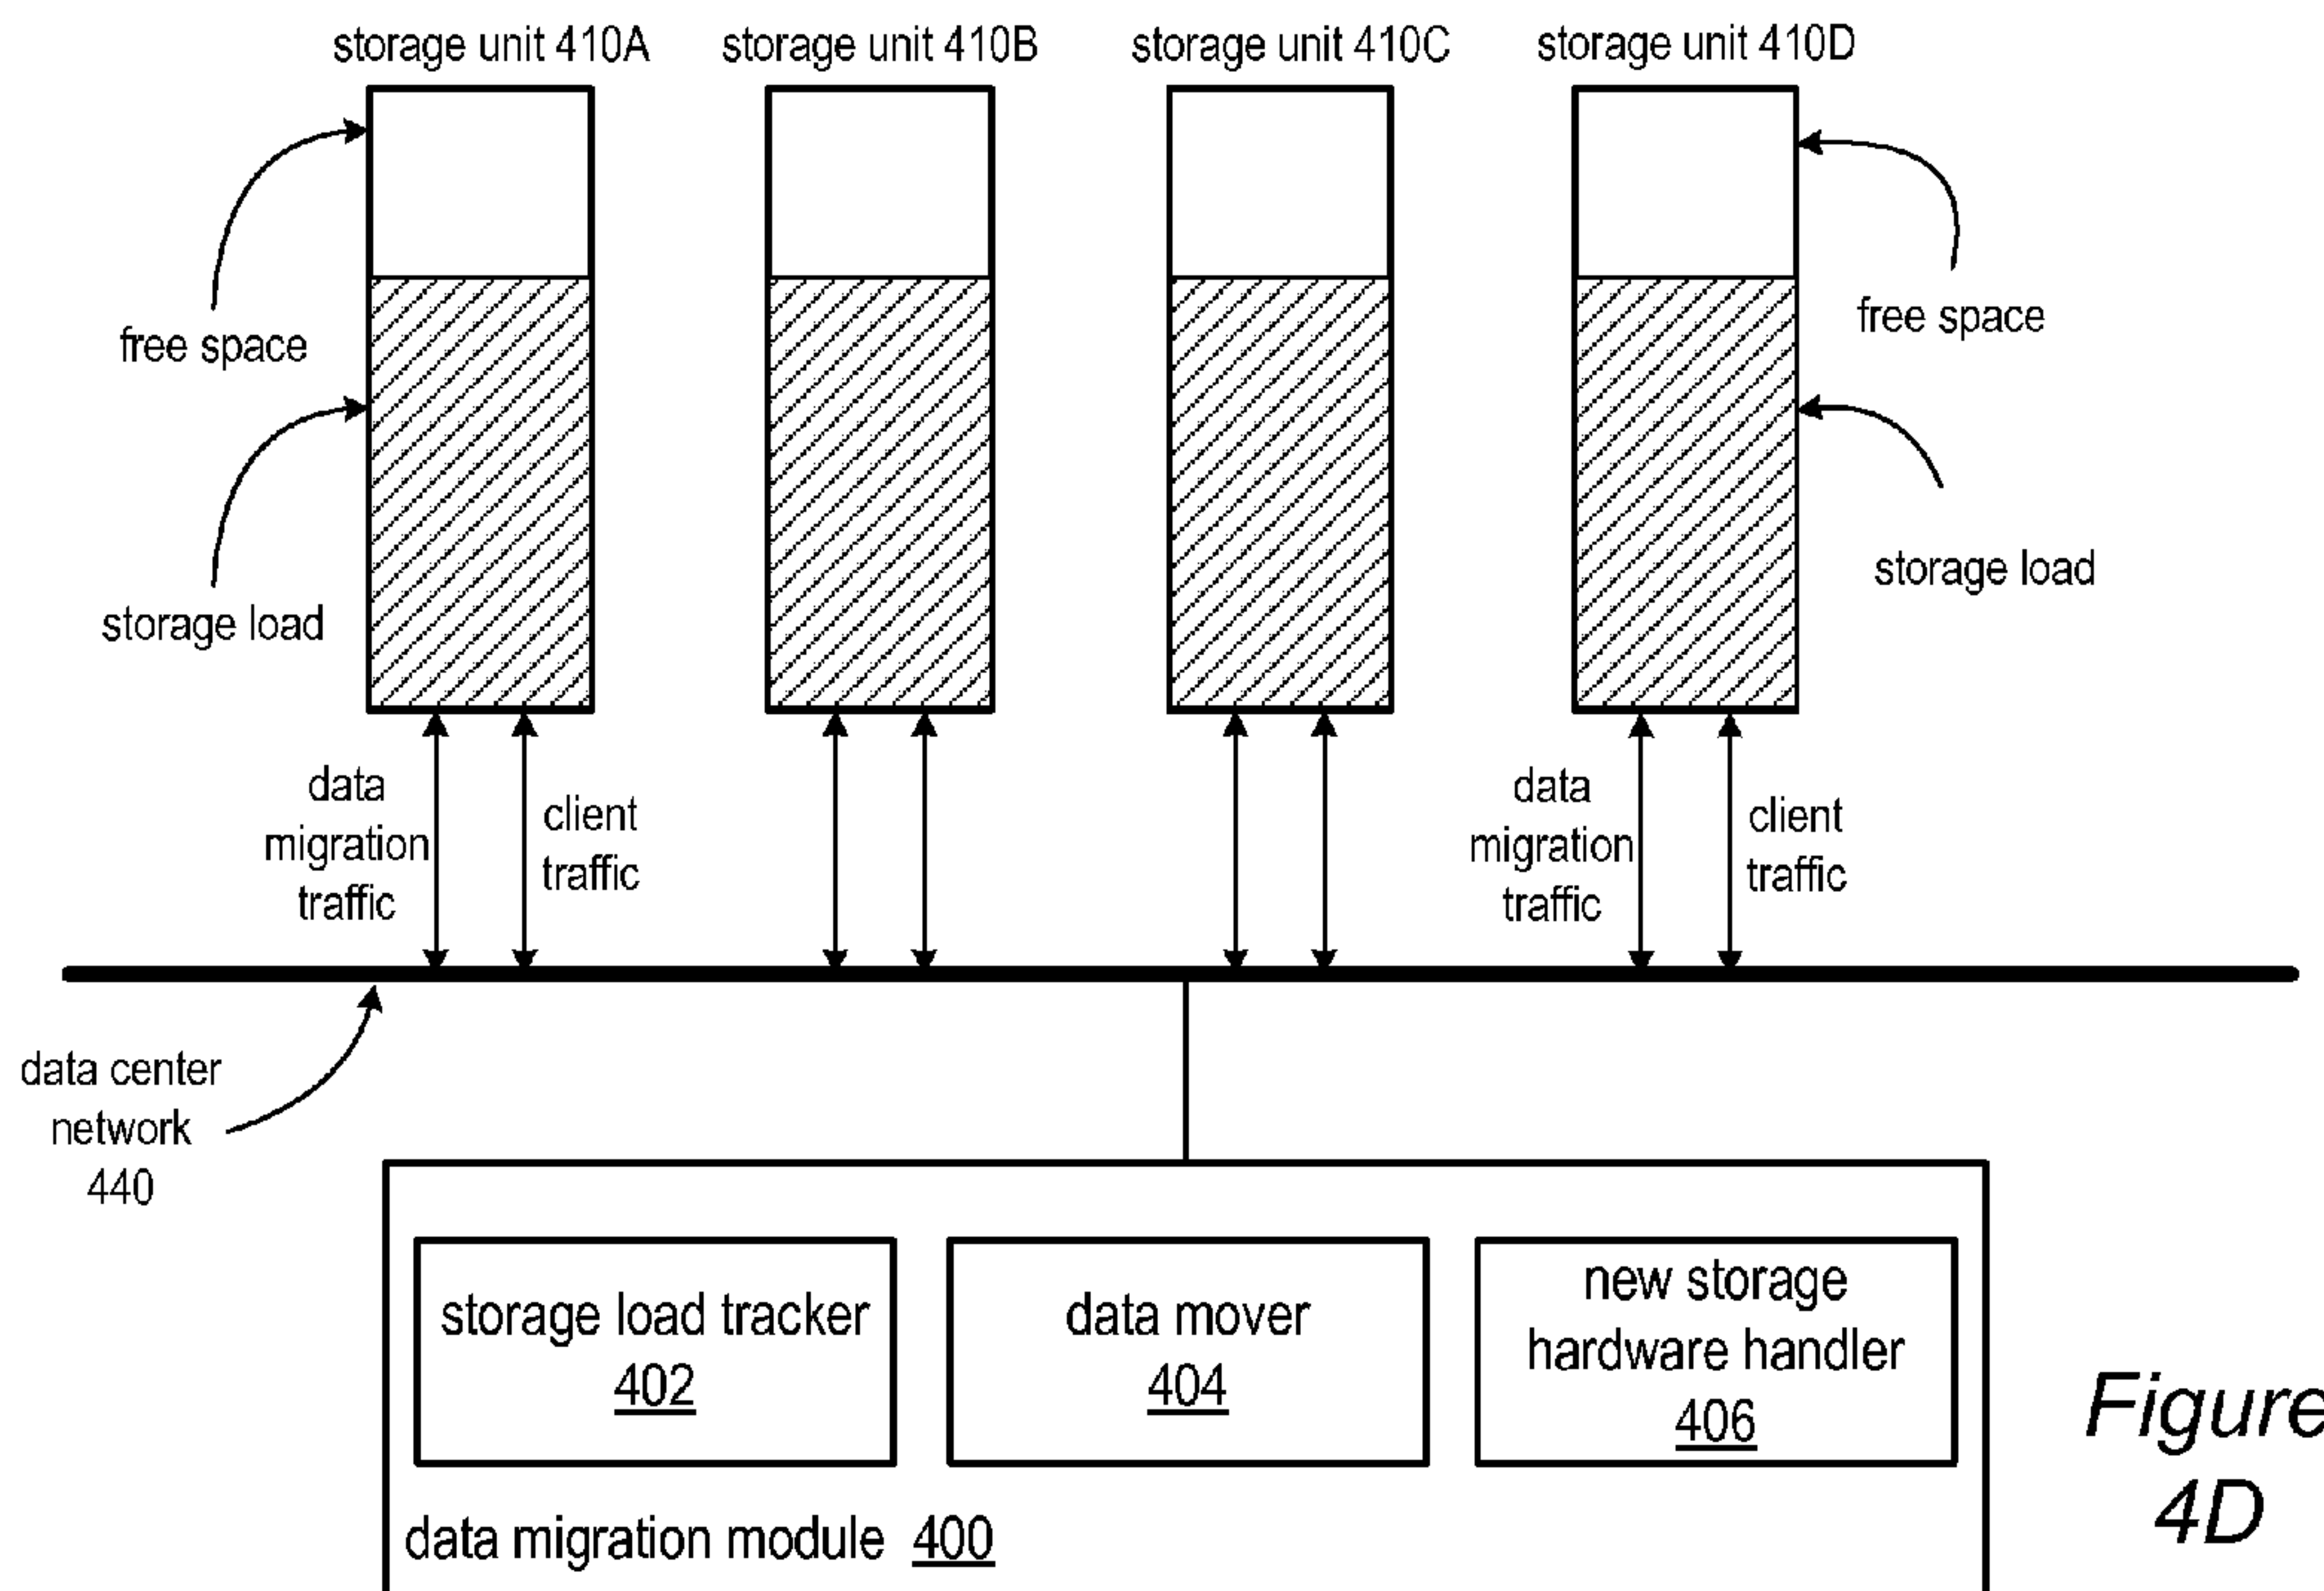 storage unit 410A
storage unit 410B
storage unit 410C
storage unit 410D
free space
storage load
free space
storage load
data
migration
traffic
client
traffic
data
migration
traffic
client
traffic
data center
network
440
storage load tracker
402
data mover
404
new storage
hardware handler
406
data migration module 400
Figure
4D